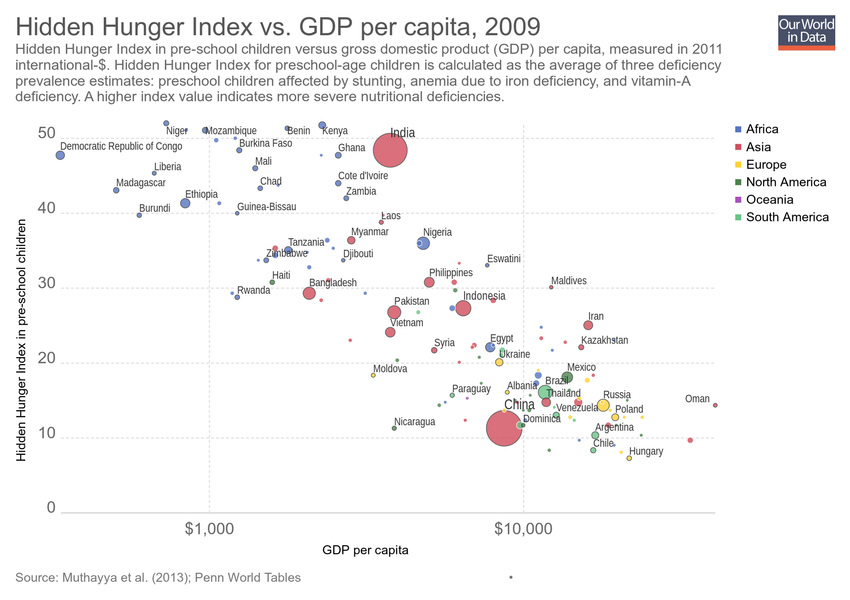 Hidden Hunger Index vs. GDP per capita, 2009
Our World
in Data
Hidden Hunger Index in pre-school children versus gross domestic product (GDP) per capita, measured in 2011
international-$. Hidden Hunger Index for preschool-age children is calculated as the average of three deficiency
prevalence estimates: preschool children affected by stunting, anemia due to iron deficiency, and vitamin-A
deficiency. A higher index value indicates more severe nutritional deficiencies.
Africa
Asia
Europe
North America
Oceania
South America
Hidden Hunger Index in pre-school children
50
40
30
20
10
0
Niger
Mozambique
Benin
Kenya
India
Democratic Republic of Congo
Burkina Faso
Ghana
Liberia
Mali
Madagascar
Chad
Cote d'Ivoire
Ethiopia
Zambia
Burundi
Guinea-Bissau
Laos
Myanmar
Nigeria
Tanzania
Zimbabwe
Djibouti
Eswatini
Haiti
Bangladesh
Philippines
Maldives
Rwanda
Pakistan
Indonesia
Vietnam
Iran
Syria
Egypt
Kazakhstan
Ukraine
Moldova
Mexico
Paraguay
Albania
Brazil
Thailand
Russia
Oman
China
Venezuela
Poland
Nicaragua
Dominica
Argentina
Chile
Hungary
$1,000
$10,000
GDP per capita
Source: Muthayya et al. (2013); Penn World Tables